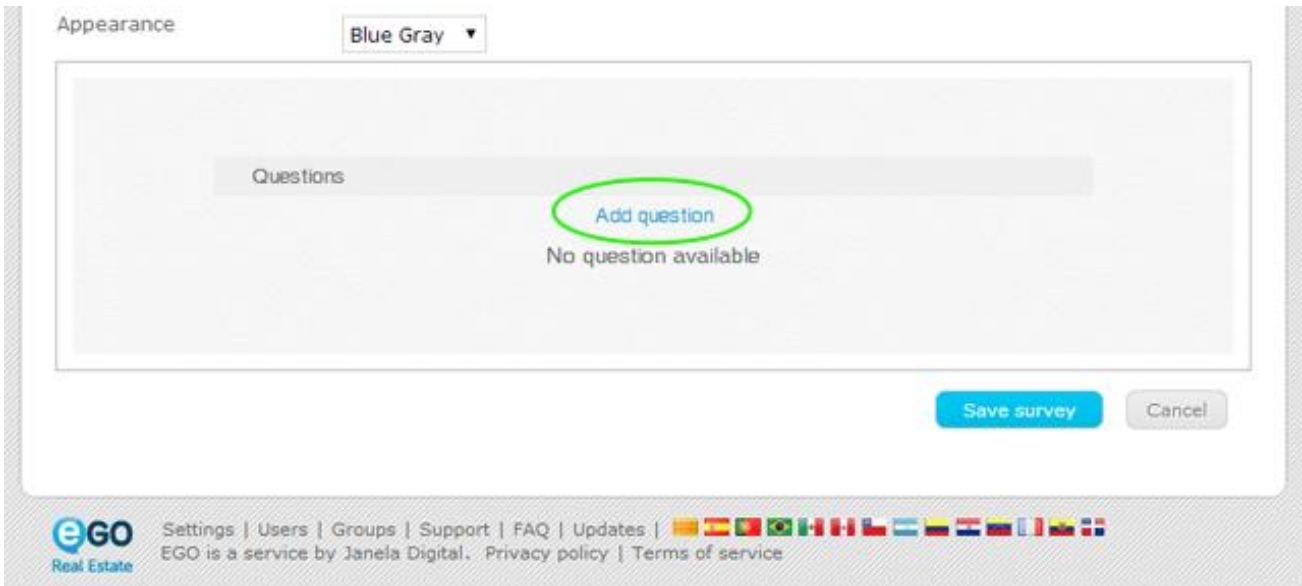 Appearance
Blue Gray
Questions
Add question
No question available
Save survey Cancel
eGO
Real Estate
Settings | Users | Groups | Support | FAQ | Updates |
EGO is a service by Janela Digital. Privacy policy | Terms of service